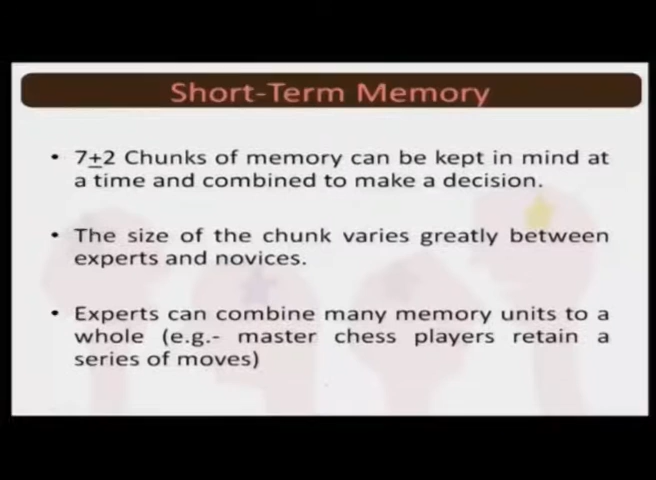 Short-Term Memory
• 7±2 Chunks of memory can be kept in mind at
a time and combined to make a decision.
• The size of the chunk varies greatly between
experts and novices.
• Experts can combine many memory units to a
whole (e.g.- master chess players retain a
series of moves)